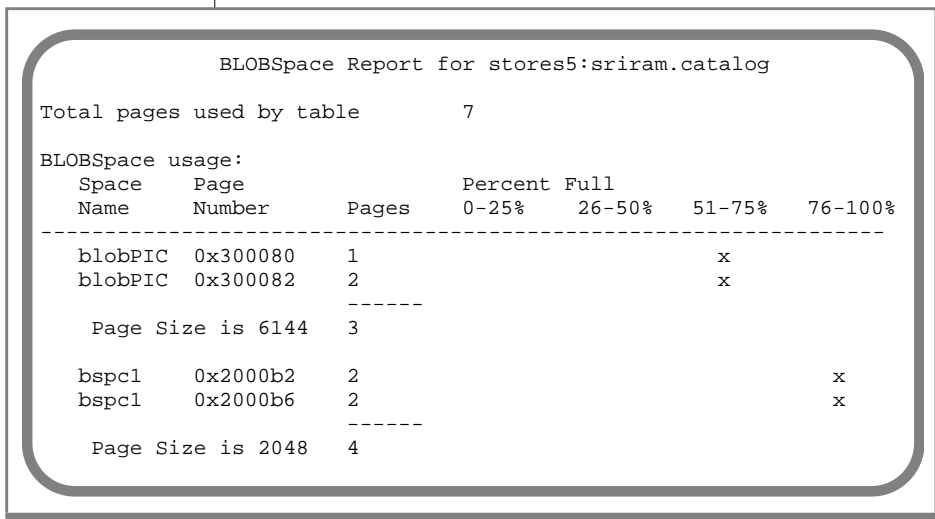 BLOBSpace Report for stores5:sriram.catalog
Total pages used by table 7
BLOBSpace usage:
Space Page Percent Full
Name Number Pages 0-25% 26-50% 51-75% 76-100%
------------------------------------------------------------------
blobPIC 0x300080 1 x
blobPIC 0x300082 2 x
------
Page Size is 6144 3
bspc1 0x2000b2 2 x
bspc1 0x2000b6 2 x
------
Page Size is 2048 4